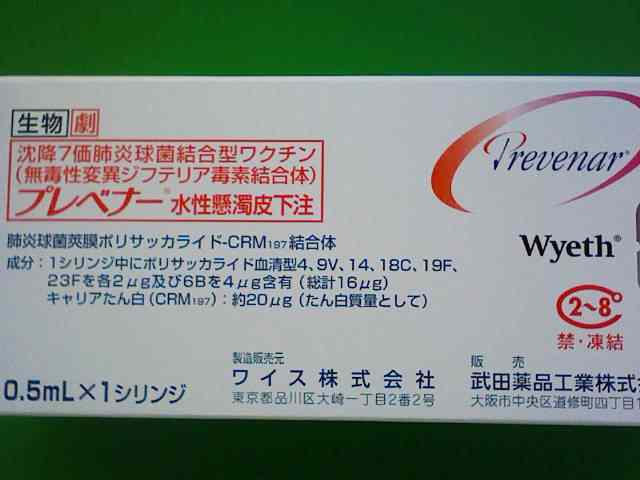 生物 劇
沈降7価肺炎球菌結合型ワクチン
(無毒性変異ジフテリア毒素結合体)
プレベナー® 水性懸濁皮下注
肺炎球菌莢膜ポリサッカライド-CRM197結合体
成分：1シリンジ中にポリサッカライド血清型4、9V、14、18C、19F、
23Fを各2μg及び6Bを4μg含有（総計16μg）
キャリアたん白（CRM197）：約20μg（たん白質量として）
Prevenar®
Wyeth®
2~8°
禁・凍結
0.5mL×1シリンジ
製造販売元
ワイス株式会社
東京都品川区大崎一丁目2番2号
販 売
武田薬品工業株式
大阪市中央区道修町四丁目1